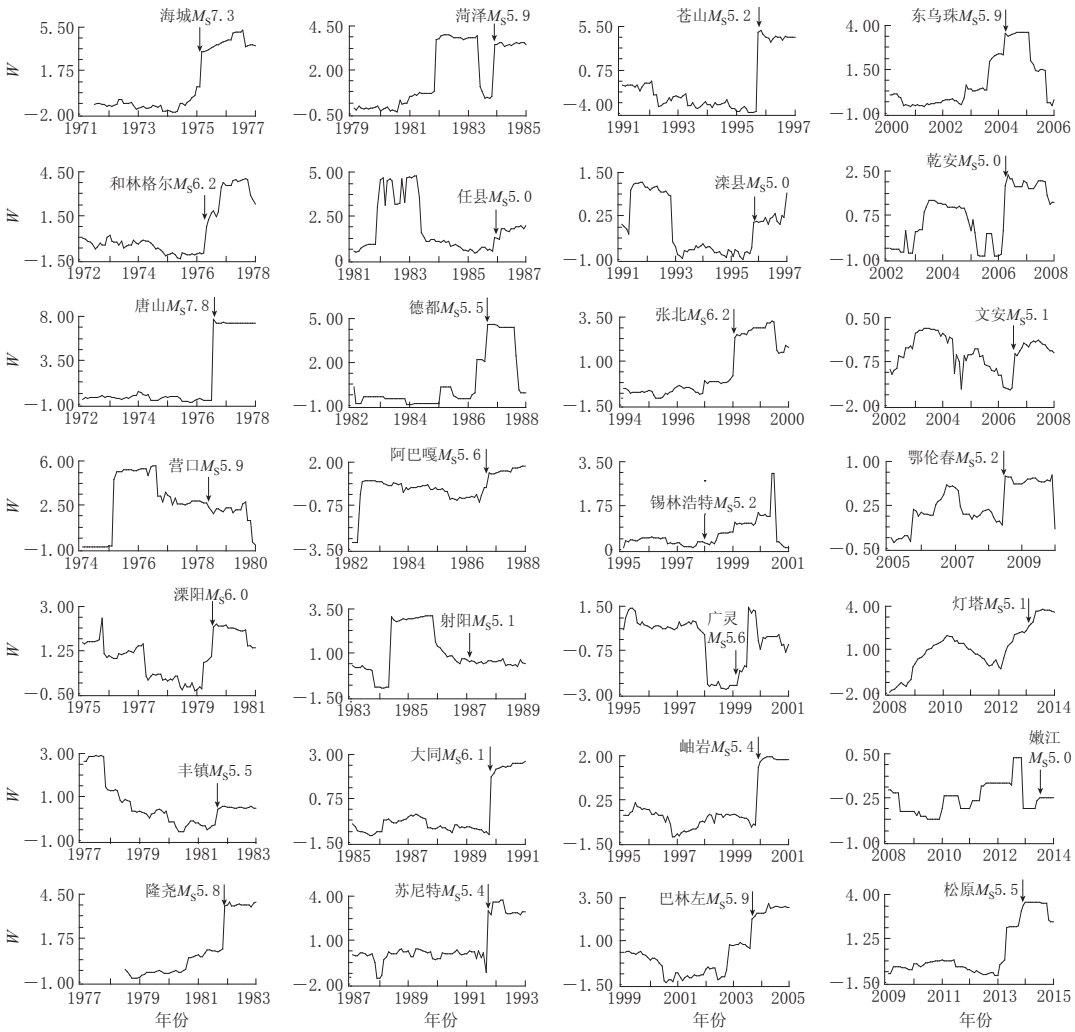 海城Ms7.3
W
5.50
1.75
−2.00
1971 1973 1975 1977
菏泽Ms5.9
4.50
2.00
−0.50
1979 1981 1983 1985
苍山Ms5.2
5.50
0.75
−4.00
1991 1993 1995 1997
东乌珠Ms5.9
4.00
1.50
−1.00
2000 2002 2004 2006
和林格尔Ms6.2
W
4.50
1.50
−1.50
1972 1974 1976 1978
任县Ms5.0
5.00
2.50
0
1981 1983 1985 1987
滦县Ms5.0
1.50
0.25
−1.00
1991 1993 1995 1997
乾安Ms5.0
2.50
0.75
−1.00
2002 2004 2006 2008
唐山Ms7.8
W
8.00
3.50
−1.00
1972 1974 1976 1978
德都Ms5.5
5.00
2.00
−1.00
1982 1984 1986 1988
张北Ms6.2
3.50
1.00
−1.50
1994 1996 1998 2000
文安Ms5.1
0.50
−0.75
−2.00
2002 2004 2006 2008
营口Ms5.9
W
6.00
2.50
−1.00
1974 1976 1978 1980
阿巴嘎Ms5.6
2.00
−0.75
−3.50
1982 1984 1986 1988
锡林浩特Ms5.2
3.50
1.75
0
1995 1997 1999 2001
鄂伦春Ms5.2
1.00
0.25
−0.50
2005 2007 2009
溧阳Ms6.0
W
3.00
1.25
−0.50
1975 1977 1979 1981
射阳Ms5.1
3.50
1.00
−1.50
1983 1985 1987 1989
广灵
Ms5.6
1.50
−0.75
−3.00
1995 1997 1999 2001
灯塔Ms5.1
4.00
1.00
−2.00
2008 2010 2012 2014
丰镇Ms5.5
W
3.00
1.00
−1.00
1977 1979 1981 1983
大同Ms6.1
3.00
0.75
−1.50
1985 1987 1989 1991
岫岩Ms5.4
2.00
0.25
−1.50
1995 1997 1999 2001
嫩江
Ms5.0
0.50
−0.25
−1.00
2008 2010 2012 2014
隆尧Ms5.8
W
4.50
1.75
−1.00
1977 1979 1981 1983
年份
苏尼特Ms5.4
4.00
1.00
−2.00
1987 1989 1991 1993
年份
巴林左Ms5.9
3.50
1.00
−1.50
1999 2001 2003 2005
年份
松原Ms5.5
4.00
1.25
−1.50
2009 2011 2013 2015
年份